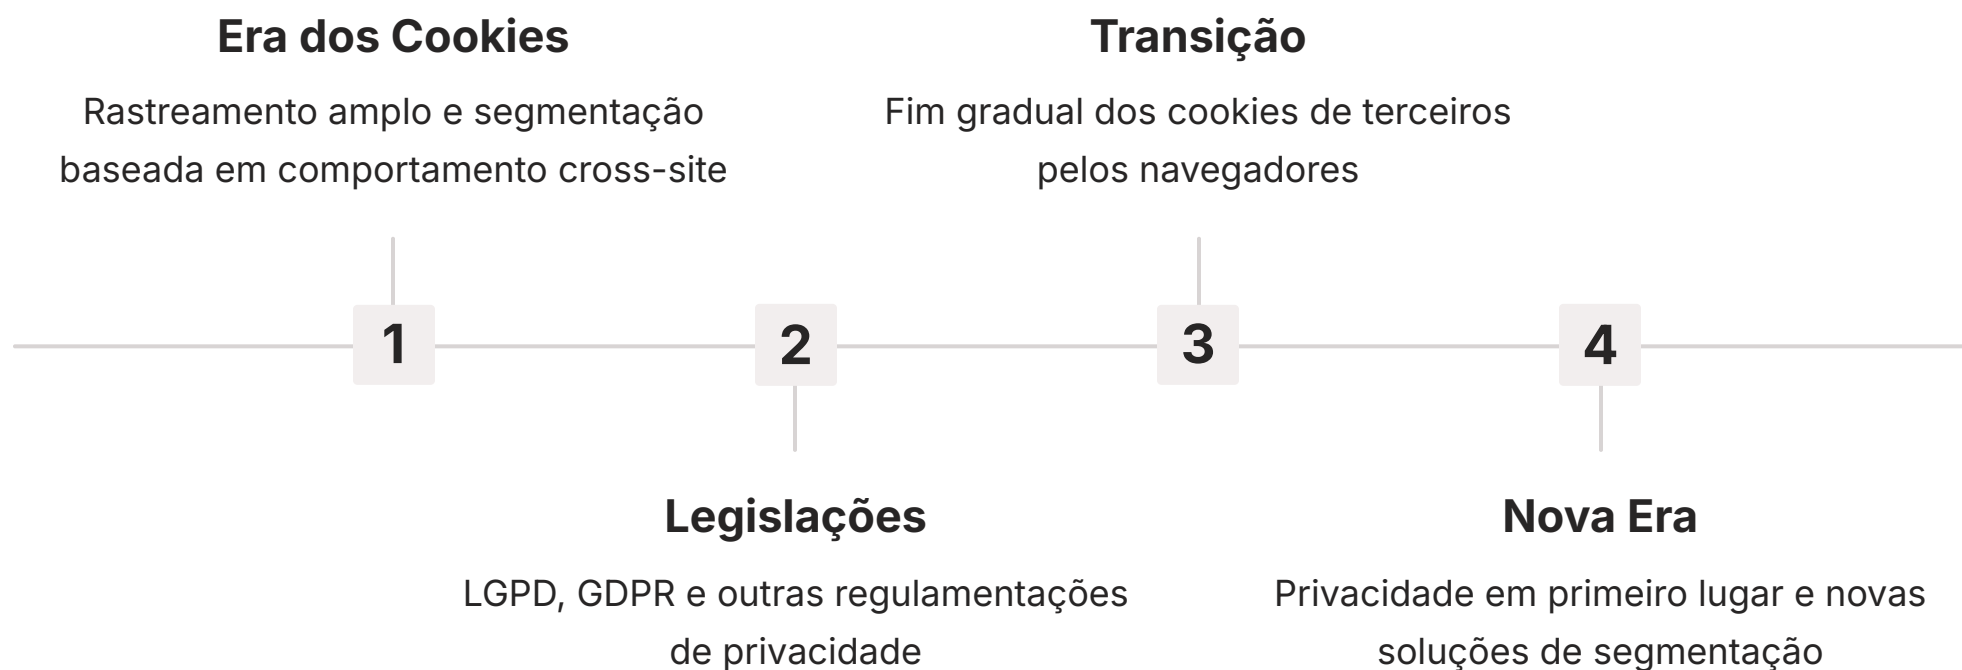 Era dos Cookies
Rastreamento amplo e segmentação
baseada em comportamento cross-site
Transição
Fim gradual dos cookies de terceiros
pelos navegadores
1
2
3
4
Legislações
LGPD, GDPR e outras regulamentações
de privacidade
Nova Era
Privacidade em primeiro lugar e novas
soluções de segmentação